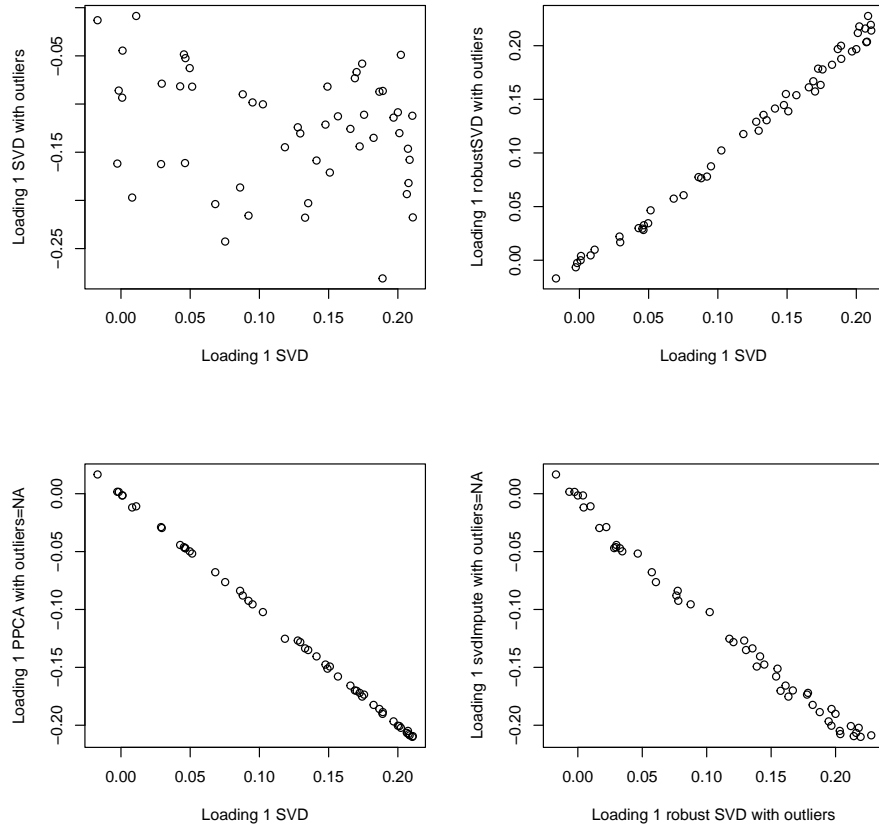 Loading 1 SVD with outliers
−0.05
−0.15
−0.25
0.00 0.05 0.10 0.15 0.20
Loading 1 SVD
Loading 1 robustSVD with outliers
0.20
0.15
0.10
0.05
0.00
0.00 0.05 0.10 0.15 0.20
Loading 1 SVD
Loading 1 PPCA with outliers=NA
0.00
−0.05
−0.10
−0.15
−0.20
0.00 0.05 0.10 0.15 0.20
Loading 1 SVD
Loading 1 svdImpute with outliers=NA
0.00
−0.05
−0.10
−0.15
−0.20
0.00 0.05 0.10 0.15 0.20
Loading 1 robust SVD with outliers